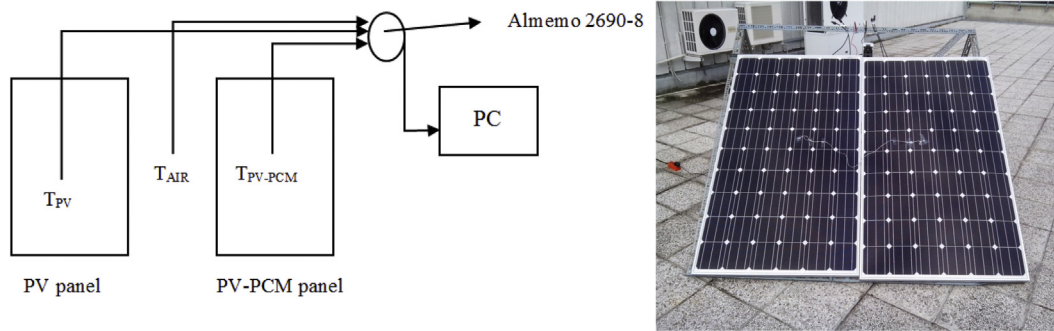 Almemo 2690-8
PC
T_AIR
T_PV-PCM
T_PV
PV panel
PV-PCM panel